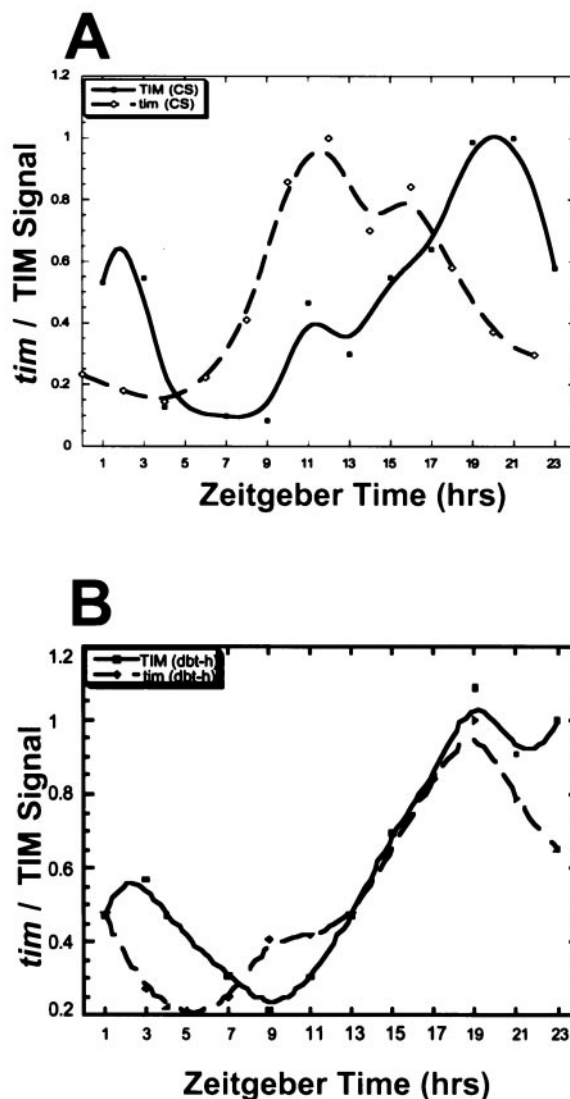 A
1.2
TIM (CS)
tim (CS)
1
0.8
0.6
0.4
0.2
0
tim / TIM Signal
1 3 5 7 9 11 13 15 17 19 21 23
Zeitgeber Time (hrs)
B
1.2
TIM (dbt-h)
tim (dbt-h)
1
0.8
0.6
0.4
0.2
tim / TIM Signal
1 3 5 7 9 11 13 15 17 19 21 23
Zeitgeber Time (hrs)